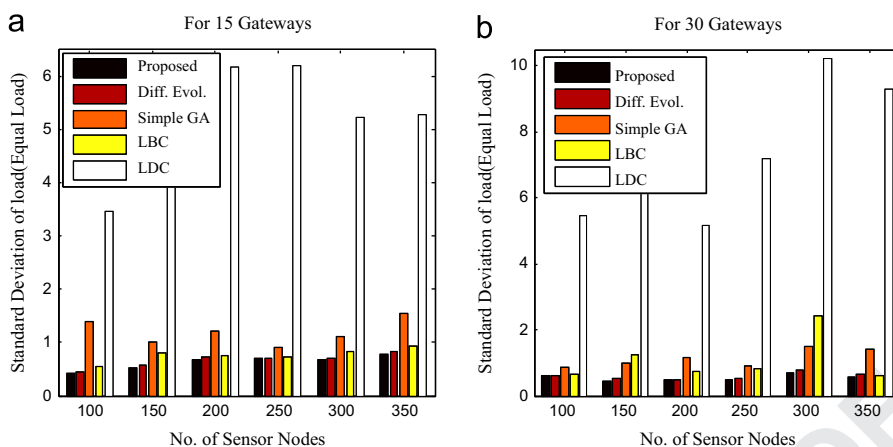 a
For 15 Gateways
Standard Deviation of load(Equal Load)
6
5
4
3
2
1
0
Proposed
Diff. Evol.
Simple GA
LBC
LDC
100
150
200
250
300
350
No. of Sensor Nodes
b
For 30 Gateways
Standard Deviation of load(Equal Load)
10
8
6
4
2
0
Proposed
Diff. Evol.
Simple GA
LBC
LDC
100
150
200
250
300
350
No. of Sensor Nodes